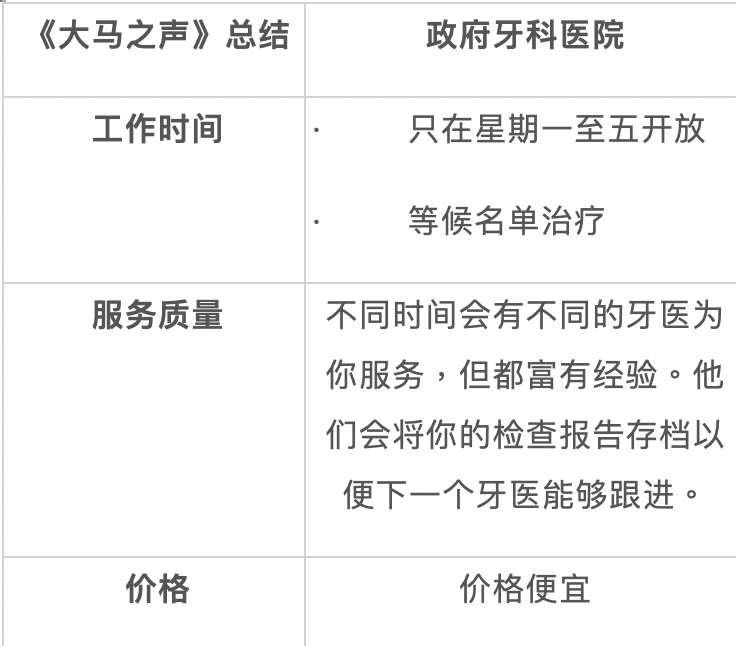 《大马之声》总结
政府牙科医院
工作时间
· 只在星期一至五开放
· 等候名单治疗
服务质量
不同时间会有不同的牙医为
你服务，但都富有经验。他
们会将你的检查报告存档以
便下一个牙医能够跟进。
价格
价格便宜